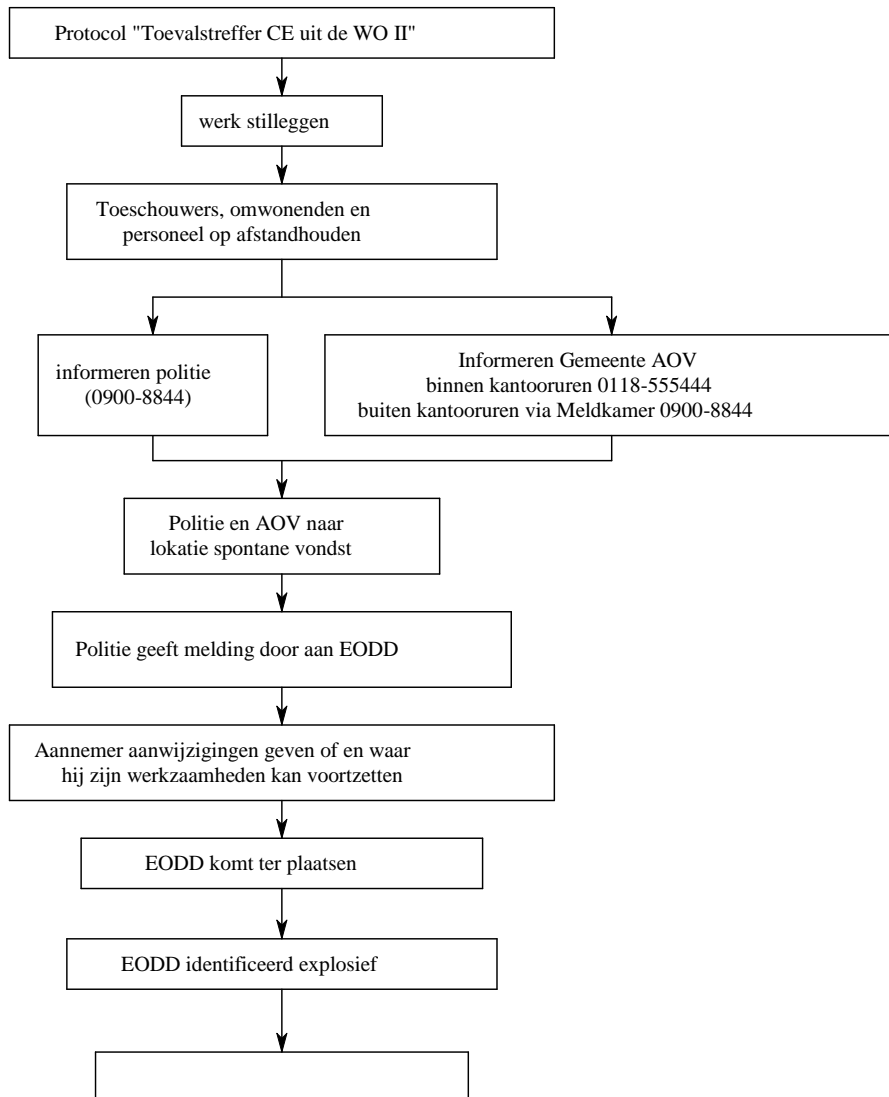 Protocol "Toevalstreffer CE uit de WO II"
werk stilleggen
Toeschouwers, omwonenden en
personeel op afstandhouden
informeren politie
(0900-8844)
Informeren Gemeente AOV
binnen kantooruren 0118-555444
buiten kantooruren via Meldkamer 0900-8844
Politie en AOV naar
lokatie spontane vondst
Politie geeft melding door aan EODD
Aannemer aanwijzigingen geven of en waar
hij zijn werkzaamheden kan voortzetten
EODD komt ter plaatsen
EODD identificeerd explosief